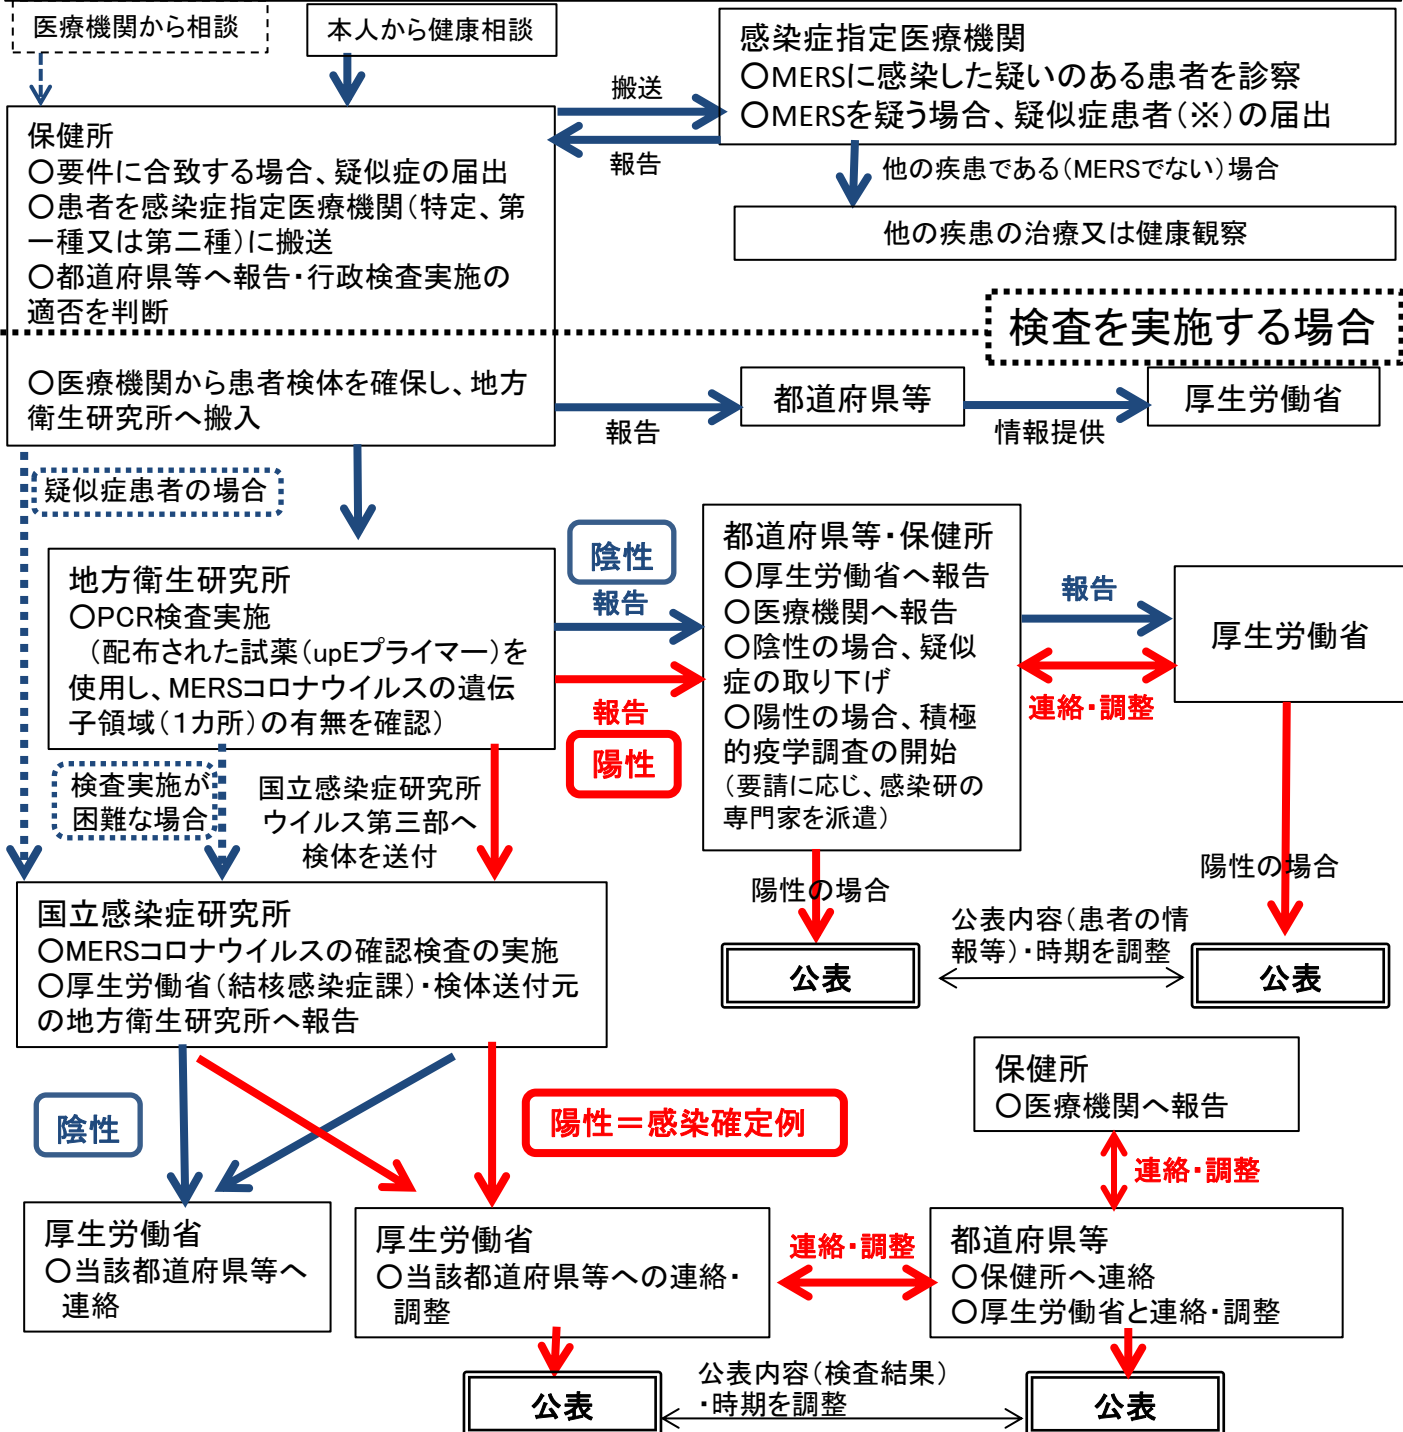 医療機関から相談
本人から健康相談
感染症指定医療機関
○MERSに感染した疑いのある患者を診察
○MERSを疑う場合、疑似症患者(※)の届出
搬送
報告
保健所
○要件に合致する場合、疑似症の届出
○患者を感染症指定医療機関(特定、第
一種又は第二種)に搬送
○都道府県等へ報告・行政検査実施の
適否を判断
他の疾患である(MERSでない)場合
他の疾患の治療又は健康観察
検査を実施する場合
○医療機関から患者検体を確保し、地方
衛生研究所へ搬入
報告
都道府県等
情報提供
厚生労働省
疑似症患者の場合
地方衛生研究所
○PCR検査実施
(配布された試薬(upEプライマー)を
使用し、MERSコロナウイルスの遺伝
子領域(1カ所)の有無を確認)
陰性
報告
報告
陽性
都道府県等・保健所
○厚生労働省へ報告
○医療機関へ報告
○陰性の場合、疑似
症の取り下げ
○陽性の場合、積極
的疫学調査の開始
(要請に応じ、感染研の
専門家を派遣)
報告
連絡・調整
厚生労働省
検査実施が
困難な場合
国立感染症研究所
ウイルス第三部へ
検体を送付
陽性の場合
陽性の場合
公表内容(患者の情
報等)・時期を調整
公表
公表
国立感染症研究所
○MERSコロナウイルスの確認検査の実施
○厚生労働省(結核感染症課)・検体送付元
の地方衛生研究所へ報告
陰性
陽性=感染確定例
保健所
○医療機関へ報告
連絡・調整
厚生労働省
○当該都道府県等へ
連絡
厚生労働省
○当該都道府県等への連絡・
調整
連絡・調整
都道府県等
○保健所へ連絡
○厚生労働省と連絡・調整
公表内容(検査結果)
・時期を調整
公表
公表